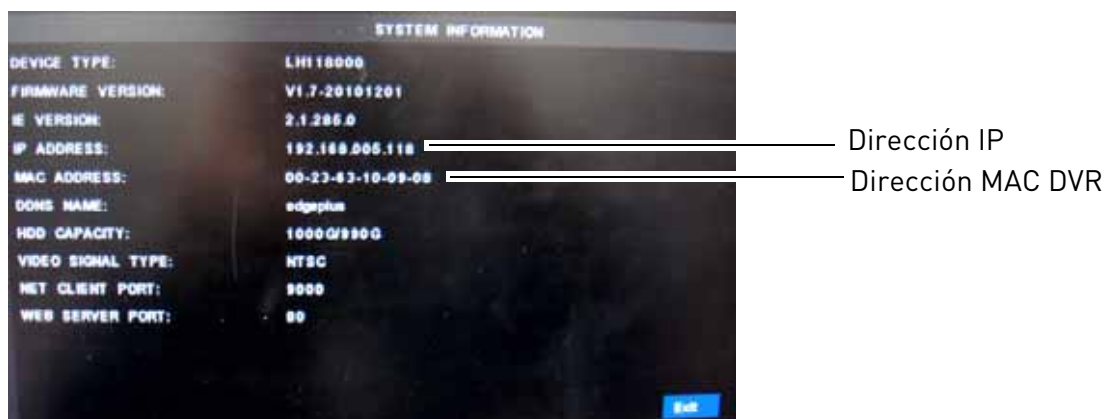 SYSTEM INFORMATION
DEVICE TYPE: LH118000
FIRMWARE VERSION: V1.7-20101201
IE VERSION: 2.1.286.0
IP ADDRESS: 192.168.005.118
Dirección IP
MAC ADDRESS: 00-23-63-10-09-08
Dirección MAC DVR
DDNS NAME: edgeplus
HDD CAPACITY: 1000G/990G
VIDEO SIGNAL TYPE: NTSC
NET CLIENT PORT: 9000
WEB SERVER PORT: 80
Exit